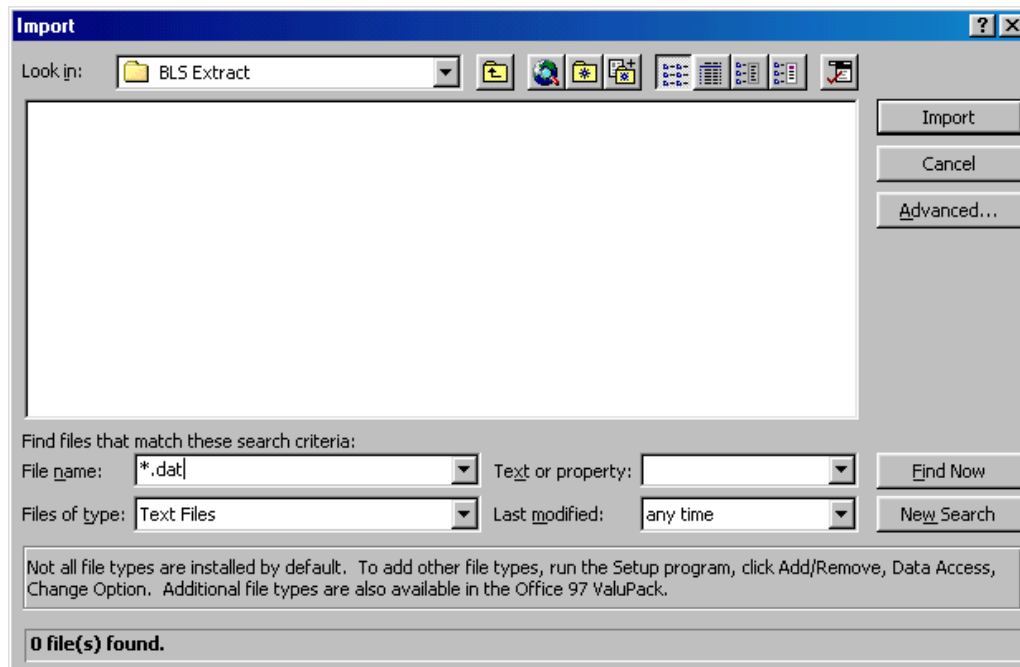 Import
Look in: BLS Extract
Import
Cancel
Advanced...
Find files that match these search criteria:
File name: *.dat Text or property: Find Now
Files of type: Text Files Last modified: any time New Search
Not all file types are installed by default. To add other file types, run the Setup program, click Add/Remove, Data Access,
Change Option. Additional file types are also available in the Office 97 ValuPack.
0 file(s) found.